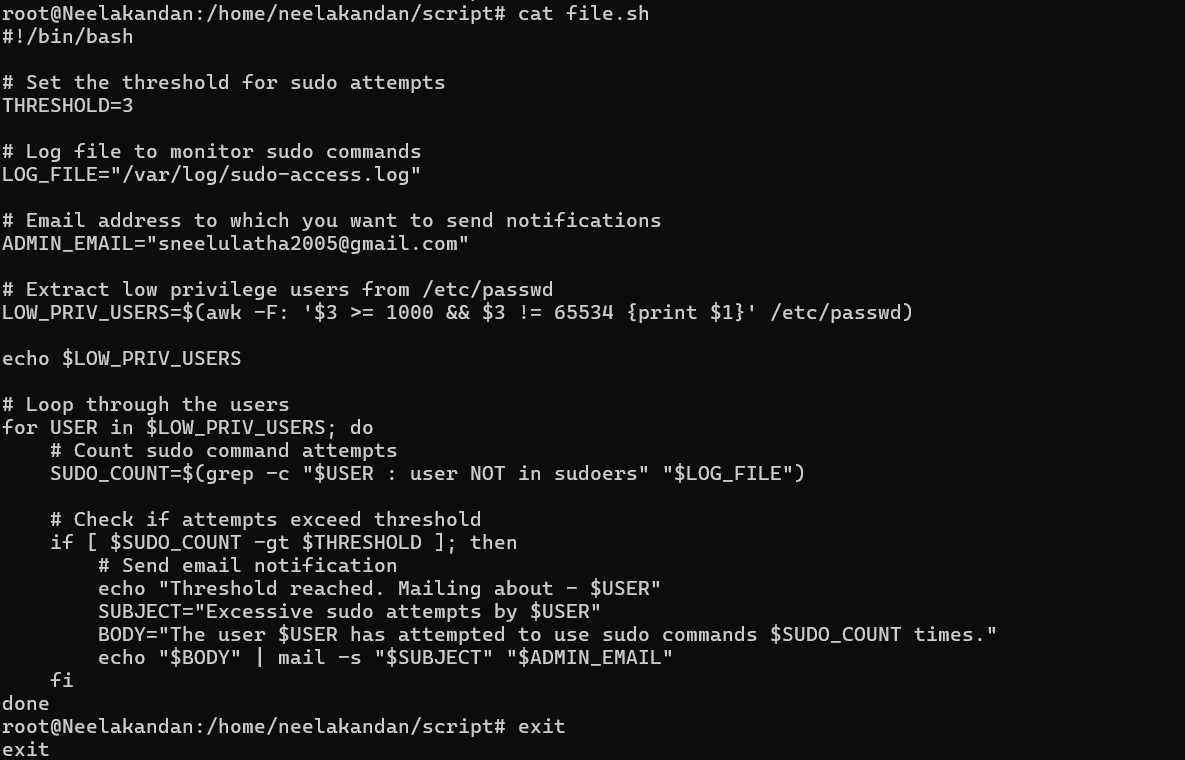 root@Neelakandan:/home/neelakandan/script# cat file.sh
#!/bin/bash

# Set the threshold for sudo attempts
THRESHOLD=3

# Log file to monitor sudo commands
LOG_FILE="/var/log/sudo-access.log"

# Email address to which you want to send notifications
ADMIN_EMAIL="sneelulatha2005@gmail.com"

# Extract low privilege users from /etc/passwd
LOW_PRIV_USERS=$(awk -F: '$3 >= 1000 && $3 != 65534 {print $1}' /etc/passwd)

echo $LOW_PRIV_USERS

# Loop through the users
for USER in $LOW_PRIV_USERS; do
    # Count sudo command attempts
    SUDO_COUNT=$(grep -c "$USER : user NOT in sudoers" "$LOG_FILE")

    # Check if attempts exceed threshold
    if [ $SUDO_COUNT -gt $THRESHOLD ]; then
        # Send email notification
        echo "Threshold reached. Mailing about - $USER"
        SUBJECT="Excessive sudo attempts by $USER"
        BODY="The user $USER has attempted to use sudo commands $SUDO_COUNT times."
        echo "$BODY" | mail -s "$SUBJECT" "$ADMIN_EMAIL"
    fi
done
root@Neelakandan:/home/neelakandan/script# exit
exit